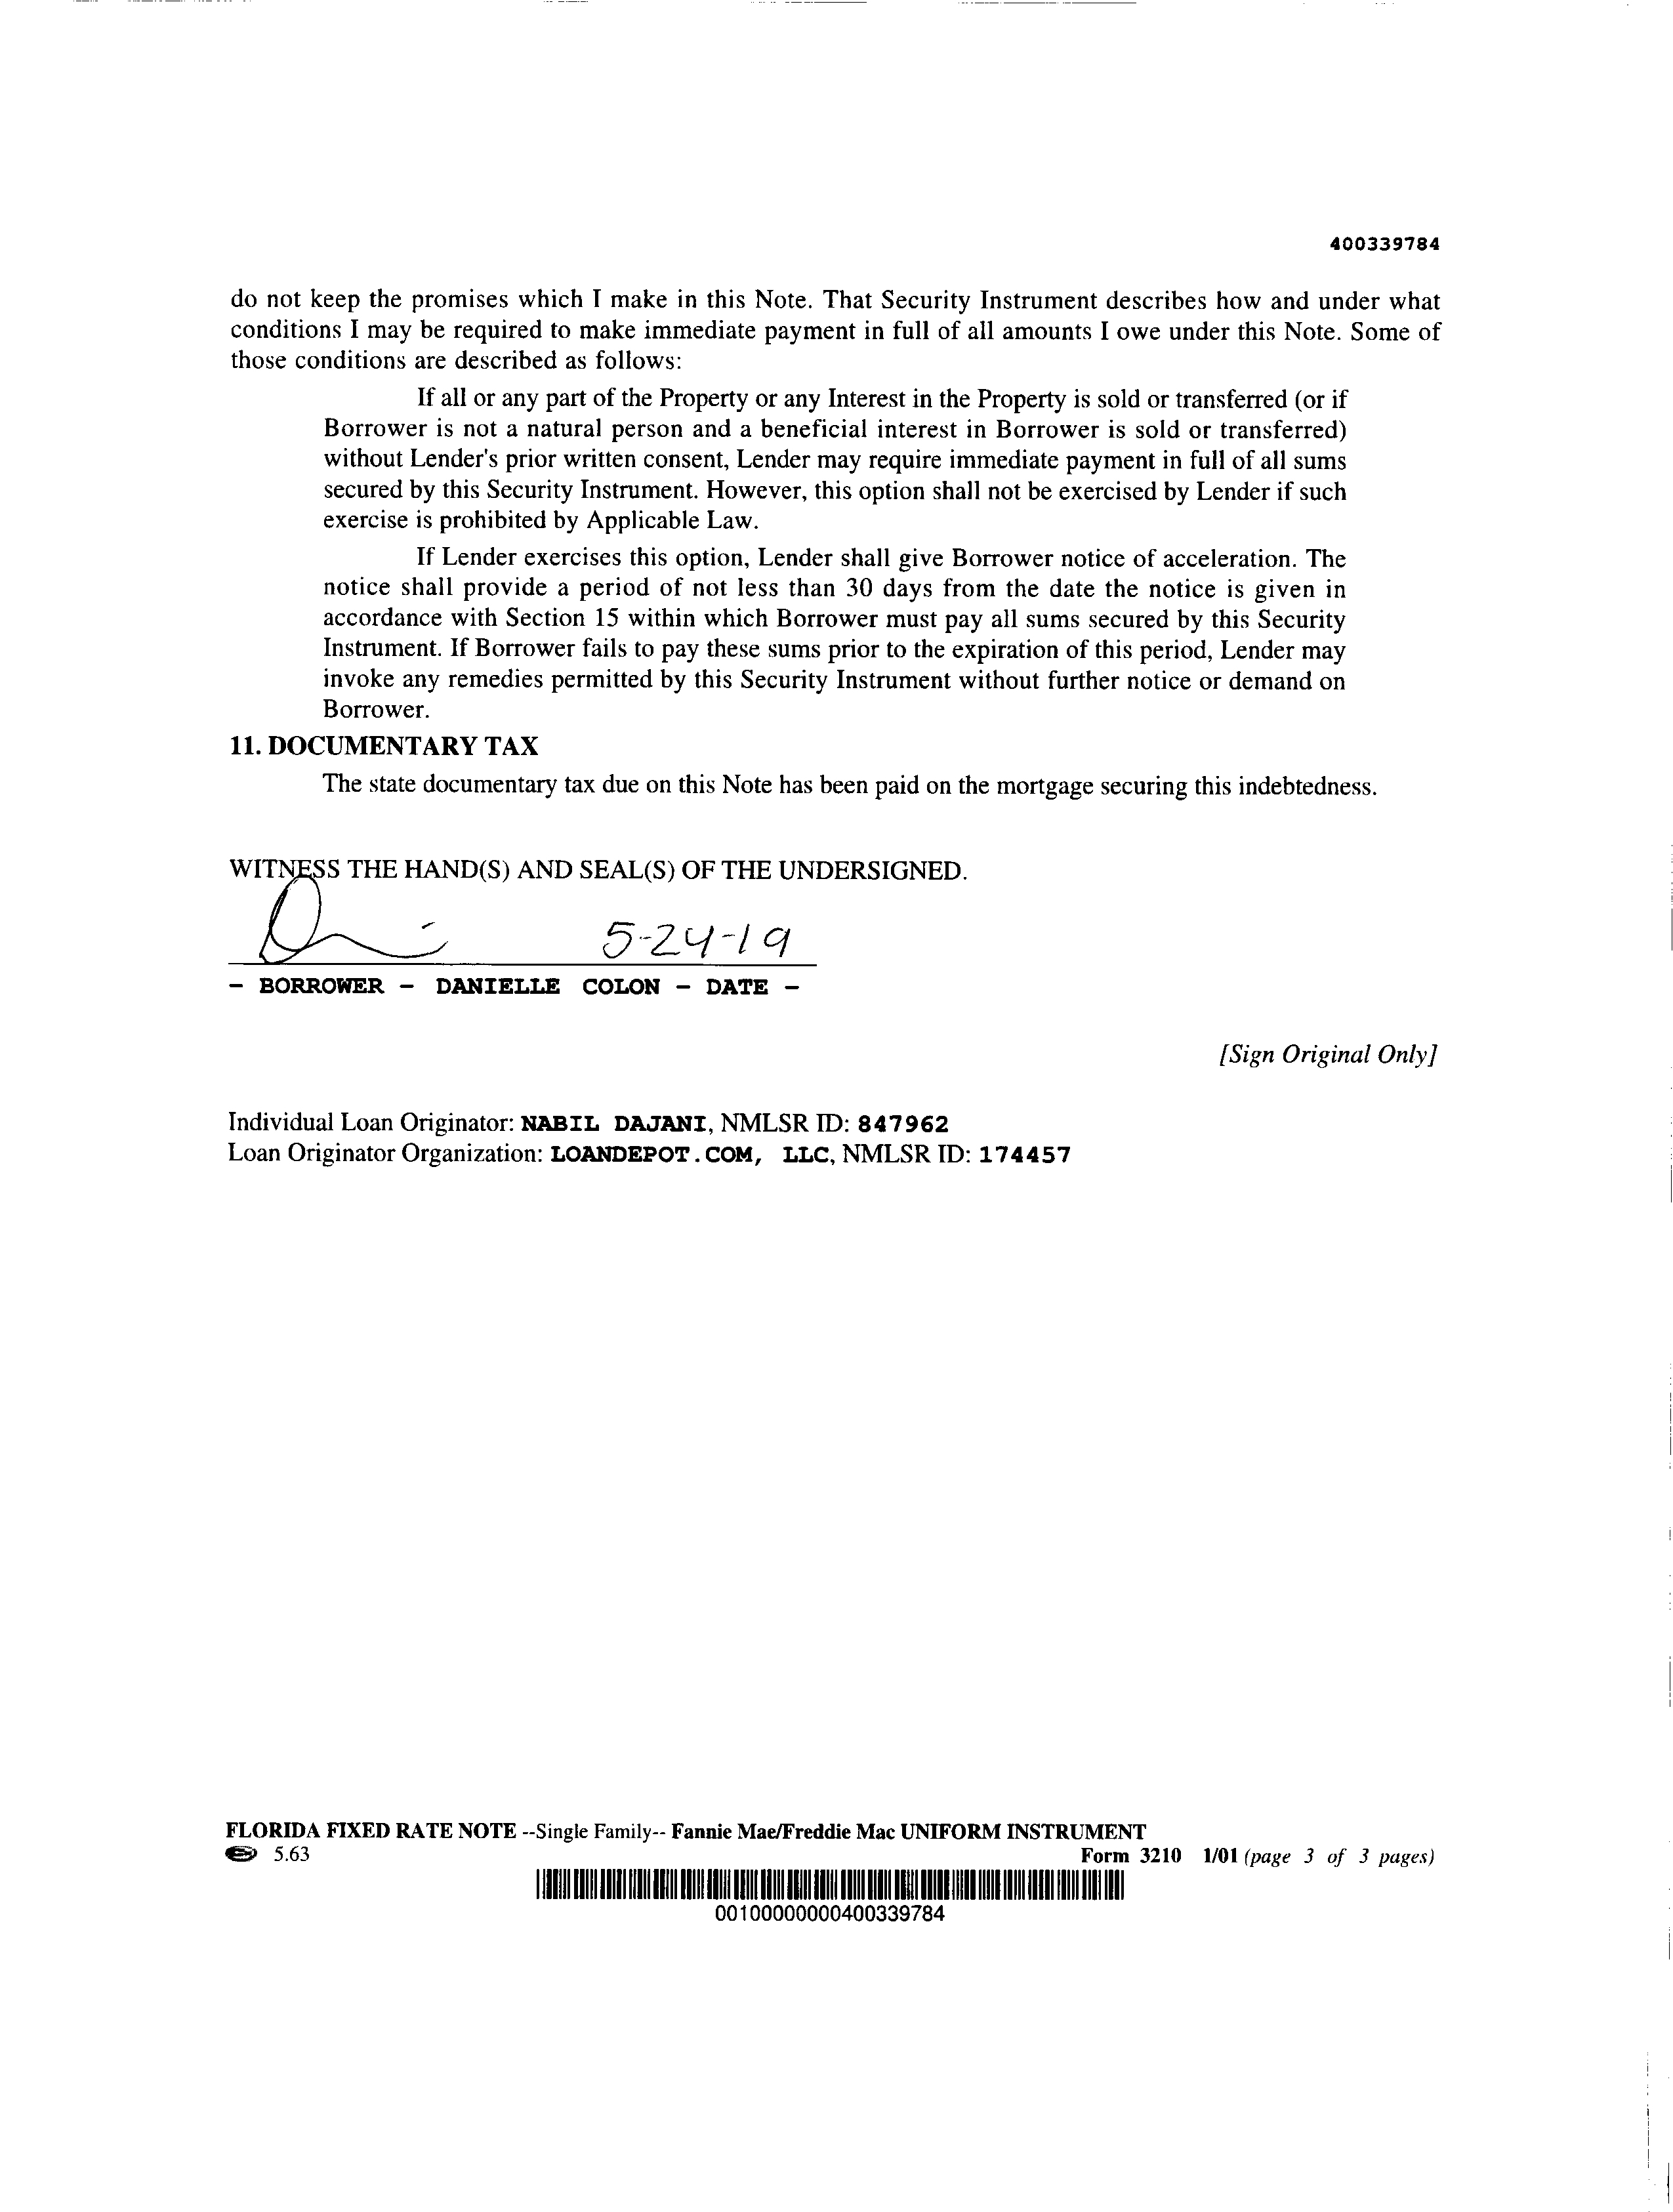 400339784
do not keep the promises which I make in this Note. That Security Instrument describes how and under what
conditions I may be required to make immediate payment in full of all amounts I owe under this Note. Some of
those conditions are described as follows:
If all or any part of the Property or any Interest in the Property is sold or transferred (or if
Borrower is not a natural person and a beneficial interest in Borrower is sold or transferred)
without Lender's prior written consent, Lender may require immediate payment in full of all sums
secured by this Security Instrument. However, this option shall not be exercised by Lender if such
exercise is prohibited by Applicable Law.
If Lender exercises this option, Lender shall give Borrower notice of acceleration. The
notice shall provide a period of not less than 30 days from the date the notice is given in
accordance with Section 15 within which Borrower must pay all sums secured by this Security
Instrument. If Borrower fails to pay these sums prior to the expiration of this period, Lender may
invoke any remedies permitted by this Security Instrument without further notice or demand on
Borrower.
11. DOCUMENTARY TAX
The state documentary tax due on this Note has been paid on the mortgage securing this indebtedness.
WITNESS THE HAND(S) AND SEAL(S) OF THE UNDERSIGNED.
5-24-19
- BORROWER - DANIELLE COLON - DATE -
[Sign Original Only]
Individual Loan Originator: NABIL DAJANI, NMLSR ID: 847962
Loan Originator Organization: LOANDEPOT.COM, LLC, NMLSR ID: 174457
FLORIDA FIXED RATE NOTE --Single Family-- Fannie Mae/Freddie Mac UNIFORM INSTRUMENT
5.63 Form 3210 1/01 (page 3 of 3 pages)
00100000000400339784